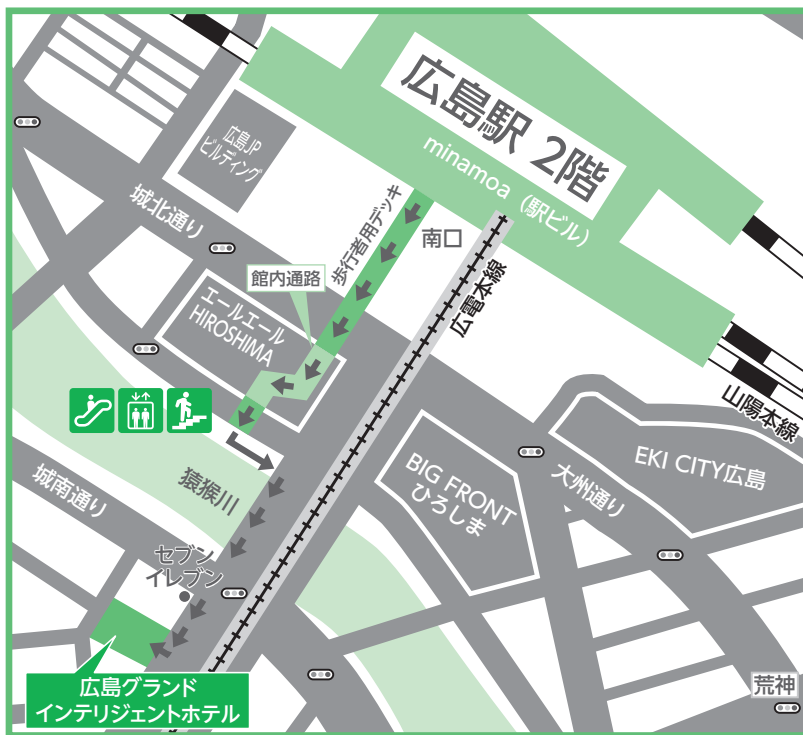 広島駅 2階
minamoa（駅ビル）
広島JP
ビルディング
城北通り
歩行者用デッキ
南口
広電本線
館内通路
エールエール
HIROSHIMA
山陽本線
EKI CITY広島
BIG FRONT
ひろしま
大州通り
猿猴川
城南通り
セブン
イレブン
荒神
広島グランド
インテリジェントホテル